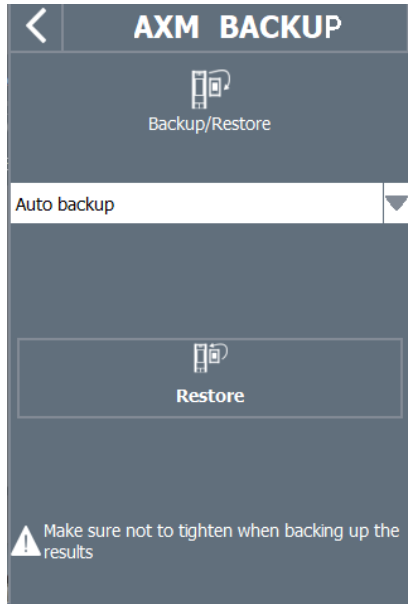 AXM BACKUP
Backup/Restore
Auto backup
Restore
Make sure not to tighten when backing up the
results